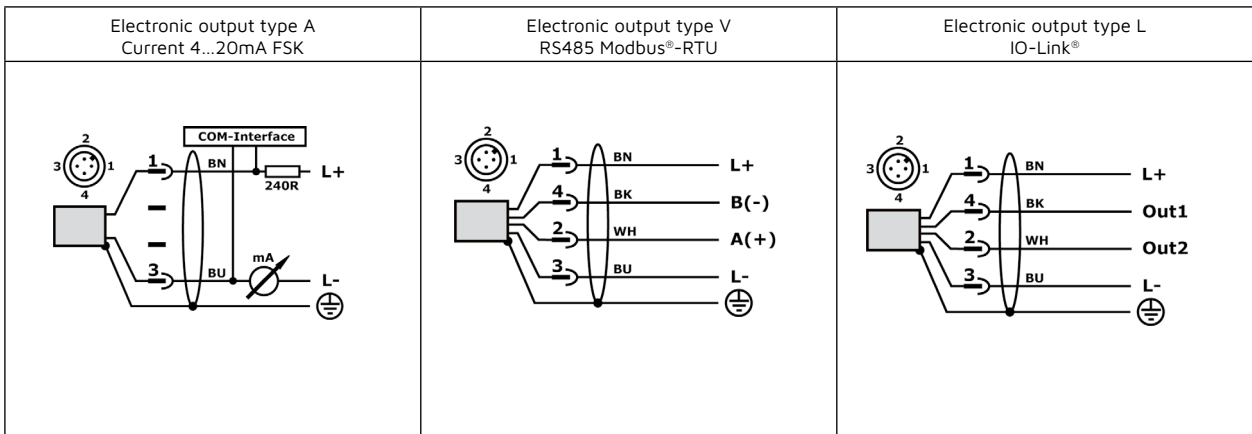 Electronic output type A
Current 4...20mA FSK
Electronic output type V
RS485 Modbus®-RTU
Electronic output type L
IO-Link®
COM-Interface
2
3
1
4
1
BN
240R
L+
3
BU
mA
L-
2
3
1
4
1
BN
L+
4
BK
B(-)
2
WH
A(+)
3
BU
L-
2
3
1
4
1
BN
L+
4
BK
Out1
2
WH
Out2
3
BU
L-